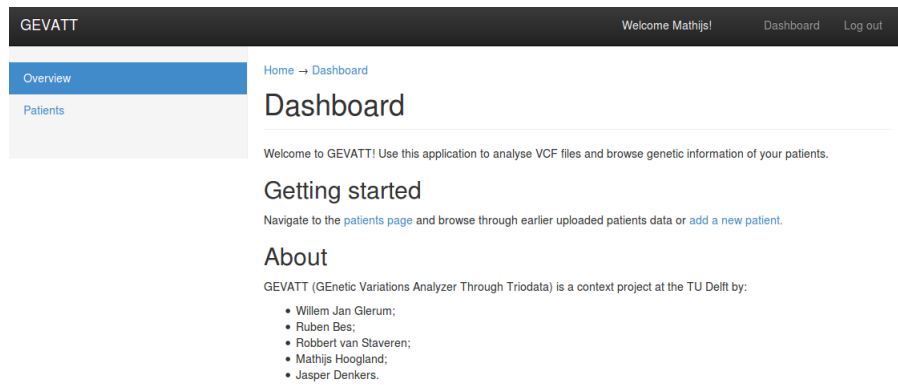 GEVATT Welcome Mathijs! Dashboard Log out
Overview
Patients
Home → Dashboard
Dashboard
Welcome to GEVATT! Use this application to analyse VCF files and browse genetic information of your patients.
Getting started
Navigate to the patients page and browse through earlier uploaded patients data or add a new patient.
About
GEVATT (GEnetic Variations Analyzer Through Triodata) is a context project at the TU Delft by:
• Willem Jan Glerum;
• Ruben Bes;
• Robbert van Staveren;
• Mathijs Hoogland;
• Jasper Denkers.